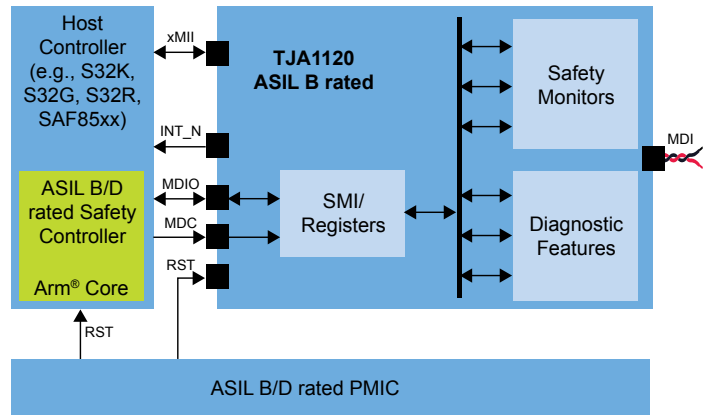 Host
Controller
(e.g., S32K,
S32G, S32R,
SAF85xx)
ASIL B/D
rated Safety
Controller
Arm® Core
xMII
INT_N
MDIO
MDC
RST
RST
TJA1120
ASIL B rated
SMI/
Registers
Safety
Monitors
Diagnostic
Features
MDI
ASIL B/D rated PMIC